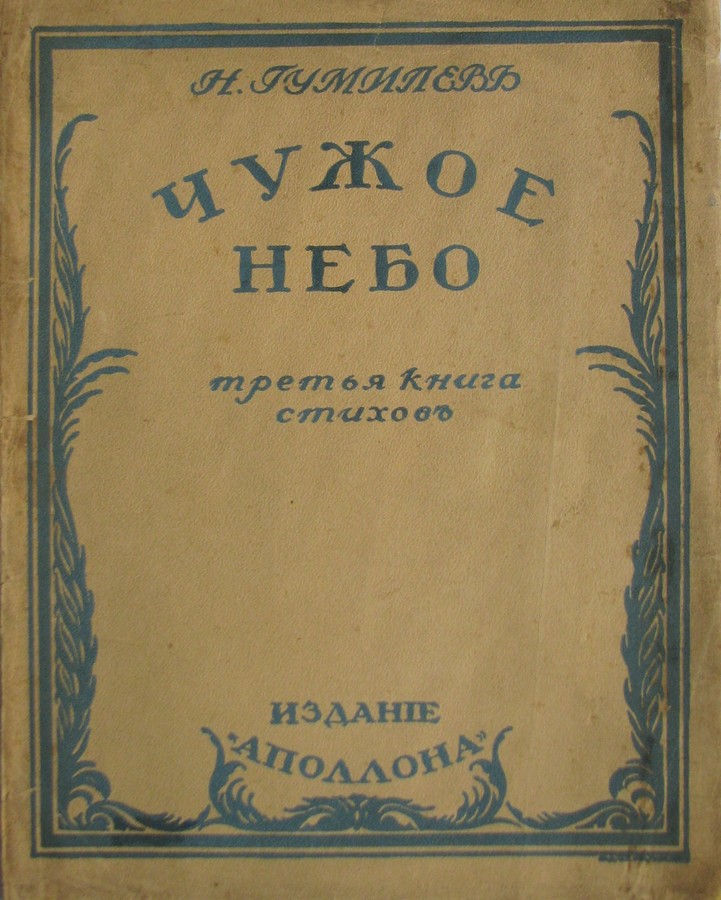 Н. ГУМИЛЕВЪ
ЧУЖОЕ
НЕБО
третья книга
стиховъ
ИЗДАНІЕ
"АПОЛЛОНА"